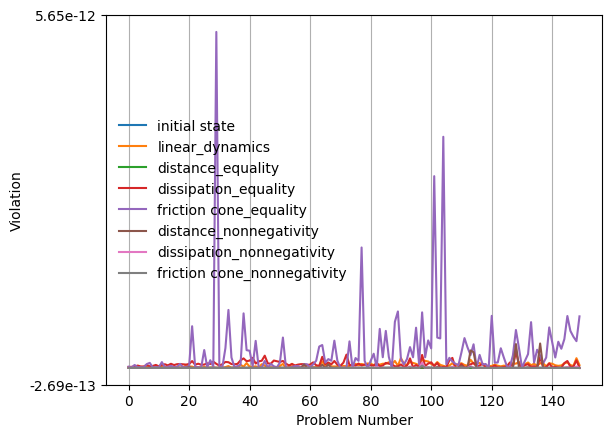 5.65e-12
Violation
initial state
linear_dynamics
distance_equality
dissipation_equality
friction cone_equality
distance_nonnegativity
dissipation_nonnegativity
friction cone_nonnegativity
-2.69e-13
0 20 40 60 80 100 120 140
Problem Number